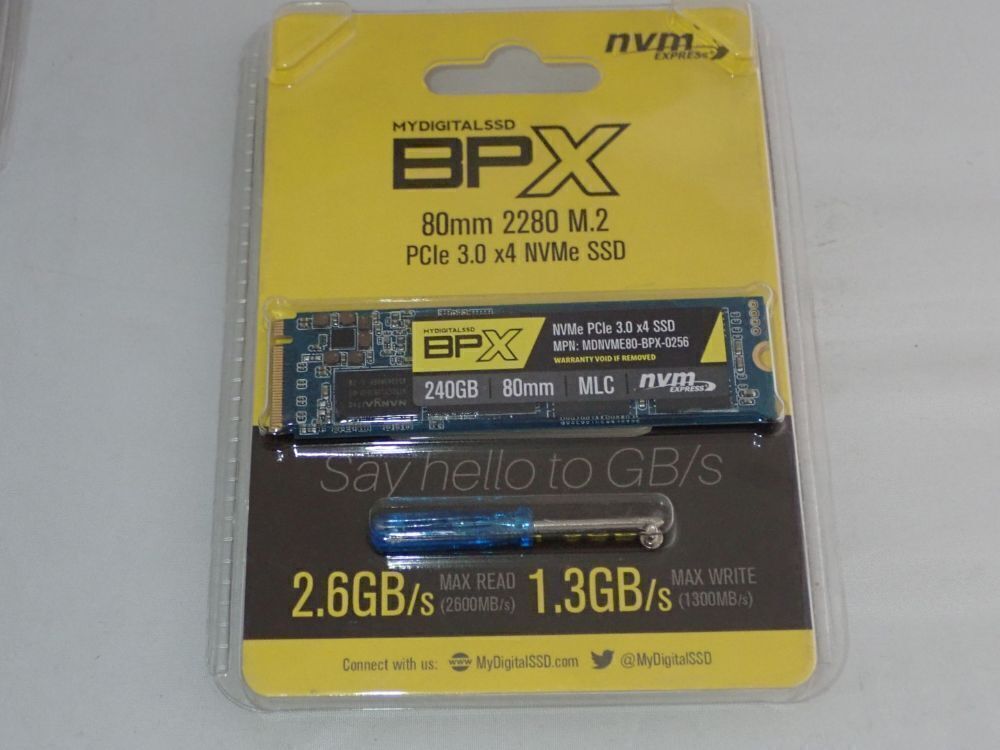 nvm
EXPRESS
MYDIGITALSSD
BPX
80mm 2280 M.2
PCIe 3.0 x4 NVMe SSD
MYDIGITALSSD
BPX
NVMe PCIe 3.0 x4 SSD
MPN: MDNVME80-BPX-0256
WARRANTY VOID IF REMOVED
240GB | 80mm | MLC | nvm
EXPRESS
Say hello to GB/s
2.6GB/s MAX READ (2600MB/s) 1.3GB/s MAX WRITE (1300MB/s)
Connect with us: MyDigitalSSD.com @MyDigitalSSD